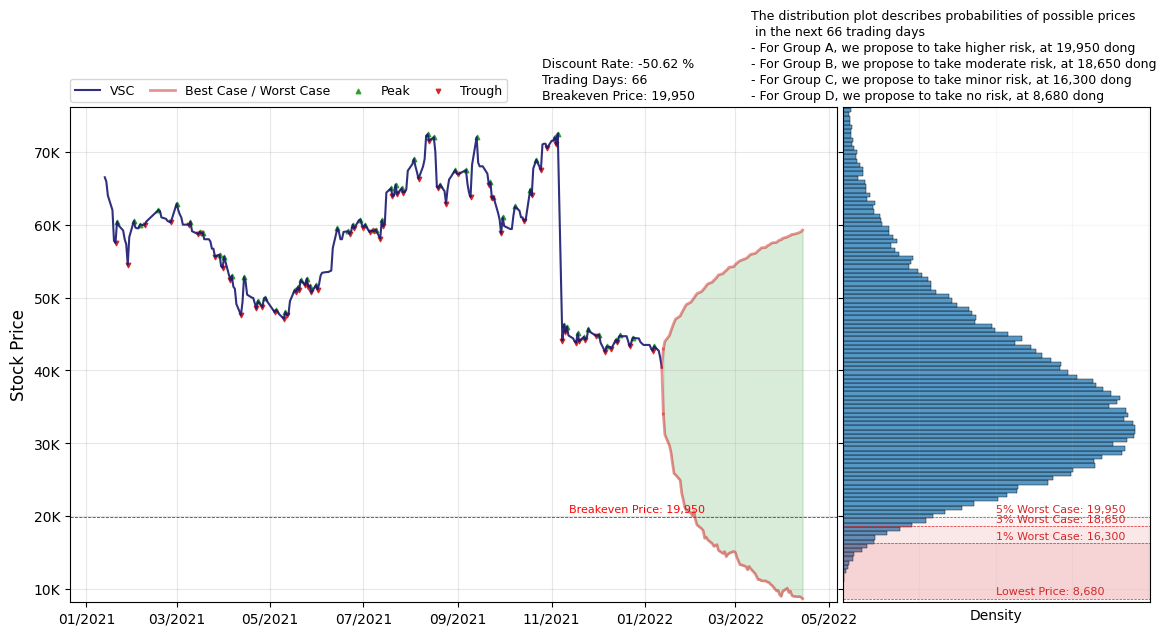 The distribution plot describes probabilities of possible prices
in the next 66 trading days
- For Group A, we propose to take higher risk, at 19,950 dong
- For Group B, we propose to take moderate risk, at 18,650 dong
- For Group C, we propose to take minor risk, at 16,300 dong
- For Group D, we propose to take no risk, at 8,680 dong
Discount Rate: -50.62 %
Trading Days: 66
Breakeven Price: 19,950
VSC Best Case / Worst Case Peak Trough
Stock Price
70K
60K
50K
40K
30K
20K
10K
Breakeven Price: 19,950
01/2021 03/2021 05/2021 07/2021 09/2021 11/2021 01/2022 03/2022 05/2022
5% Worst Case: 19,950
3% Worst Case: 18,650
1% Worst Case: 16,300
Lowest Price: 8,680
Density